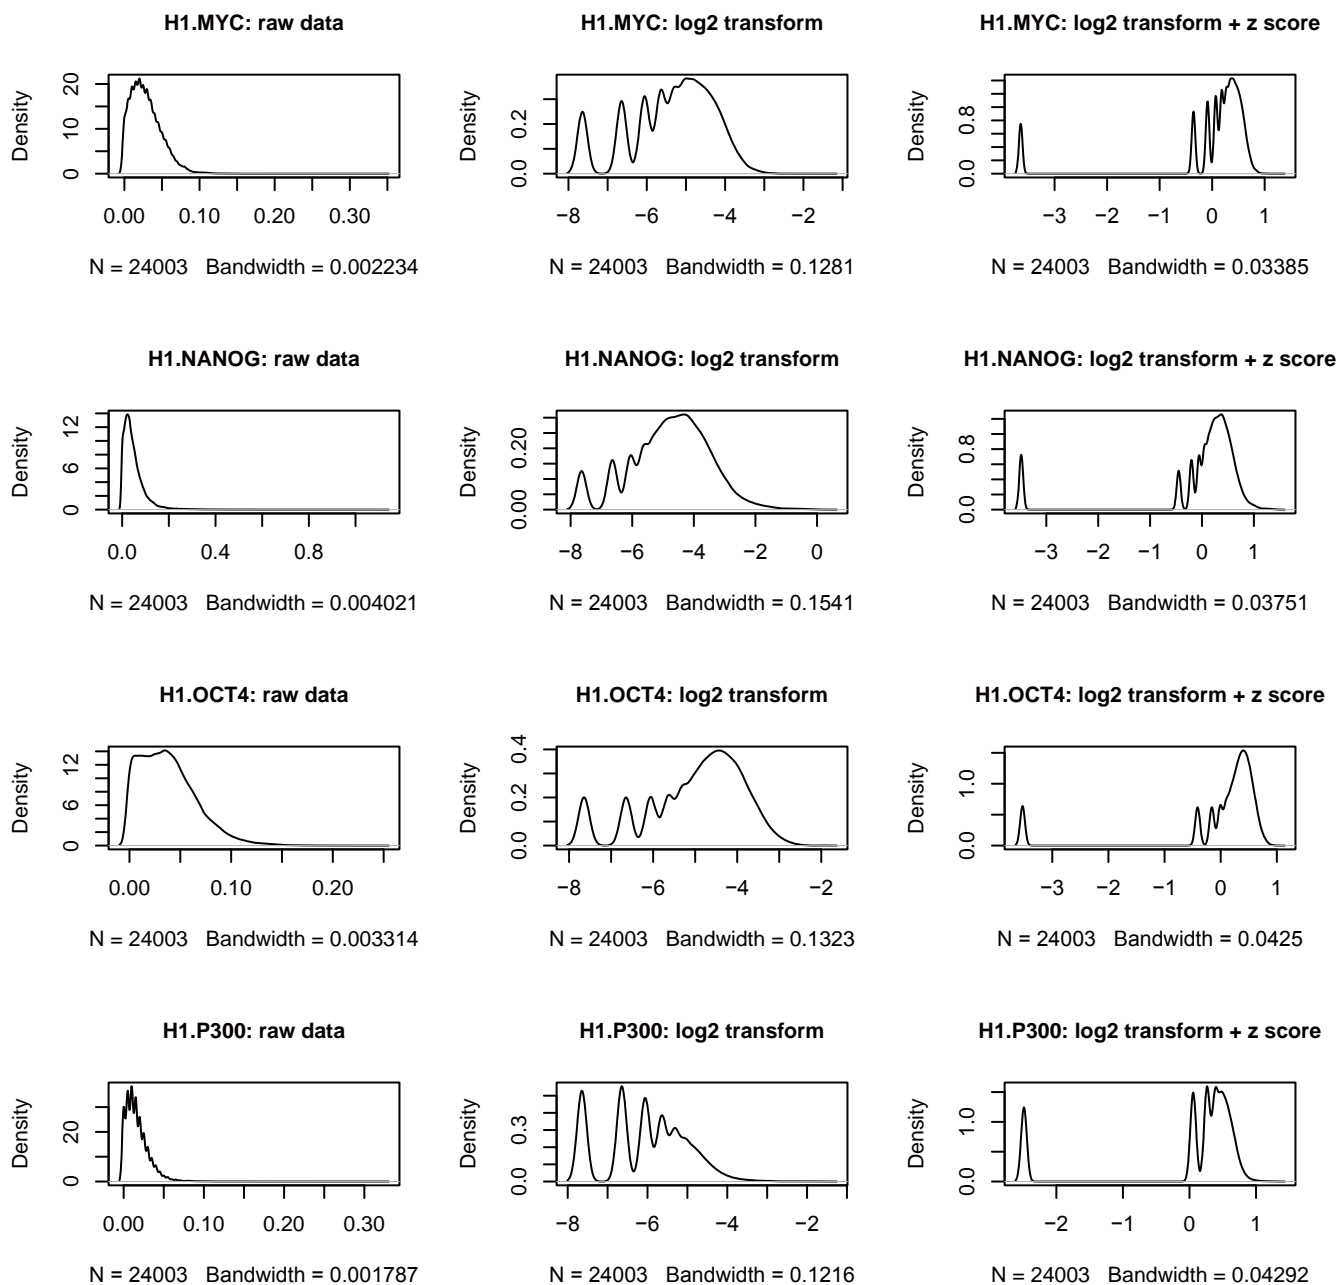 H1.MYC: raw data
Density
0 10 20
0.00 0.10 0.20 0.30
N = 24003 Bandwidth = 0.002234
H1.MYC: log2 transform
Density
0.0 0.2
−8 −6 −4 −2
N = 24003 Bandwidth = 0.1281
H1.MYC: log2 transform + z score
Density
0.0 0.8
−3 −2 −1 0 1
N = 24003 Bandwidth = 0.03385
H1.NANOG: raw data
Density
0 6 12
0.0 0.4 0.8
N = 24003 Bandwidth = 0.004021
H1.NANOG: log2 transform
Density
0.00 0.20
−8 −6 −4 −2 0
N = 24003 Bandwidth = 0.1541
H1.NANOG: log2 transform + z score
Density
0.0 0.8
−3 −2 −1 0 1
N = 24003 Bandwidth = 0.03751
H1.OCT4: raw data
Density
0 6 12
0.00 0.10 0.20
N = 24003 Bandwidth = 0.003314
H1.OCT4: log2 transform
Density
0.0 0.2 0.4
−8 −6 −4 −2
N = 24003 Bandwidth = 0.1323
H1.OCT4: log2 transform + z score
Density
0.0 1.0
−3 −2 −1 0 1
N = 24003 Bandwidth = 0.0425
H1.P300: raw data
Density
0 20
0.00 0.10 0.20 0.30
N = 24003 Bandwidth = 0.001787
H1.P300: log2 transform
Density
0.0 0.3
−8 −6 −4 −2
N = 24003 Bandwidth = 0.1216
H1.P300: log2 transform + z score
Density
0.0 1.0
−2 −1 0 1
N = 24003 Bandwidth = 0.04292